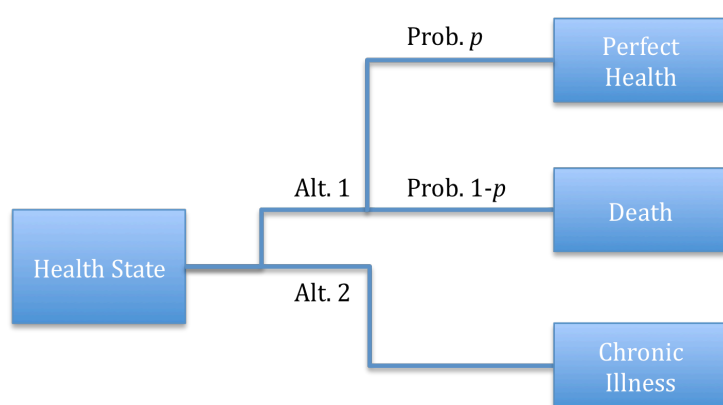 Prob. p
Perfect
Health
Alt. 1
Prob. 1-p
Death
Health State
Alt. 2
Chronic
Illness